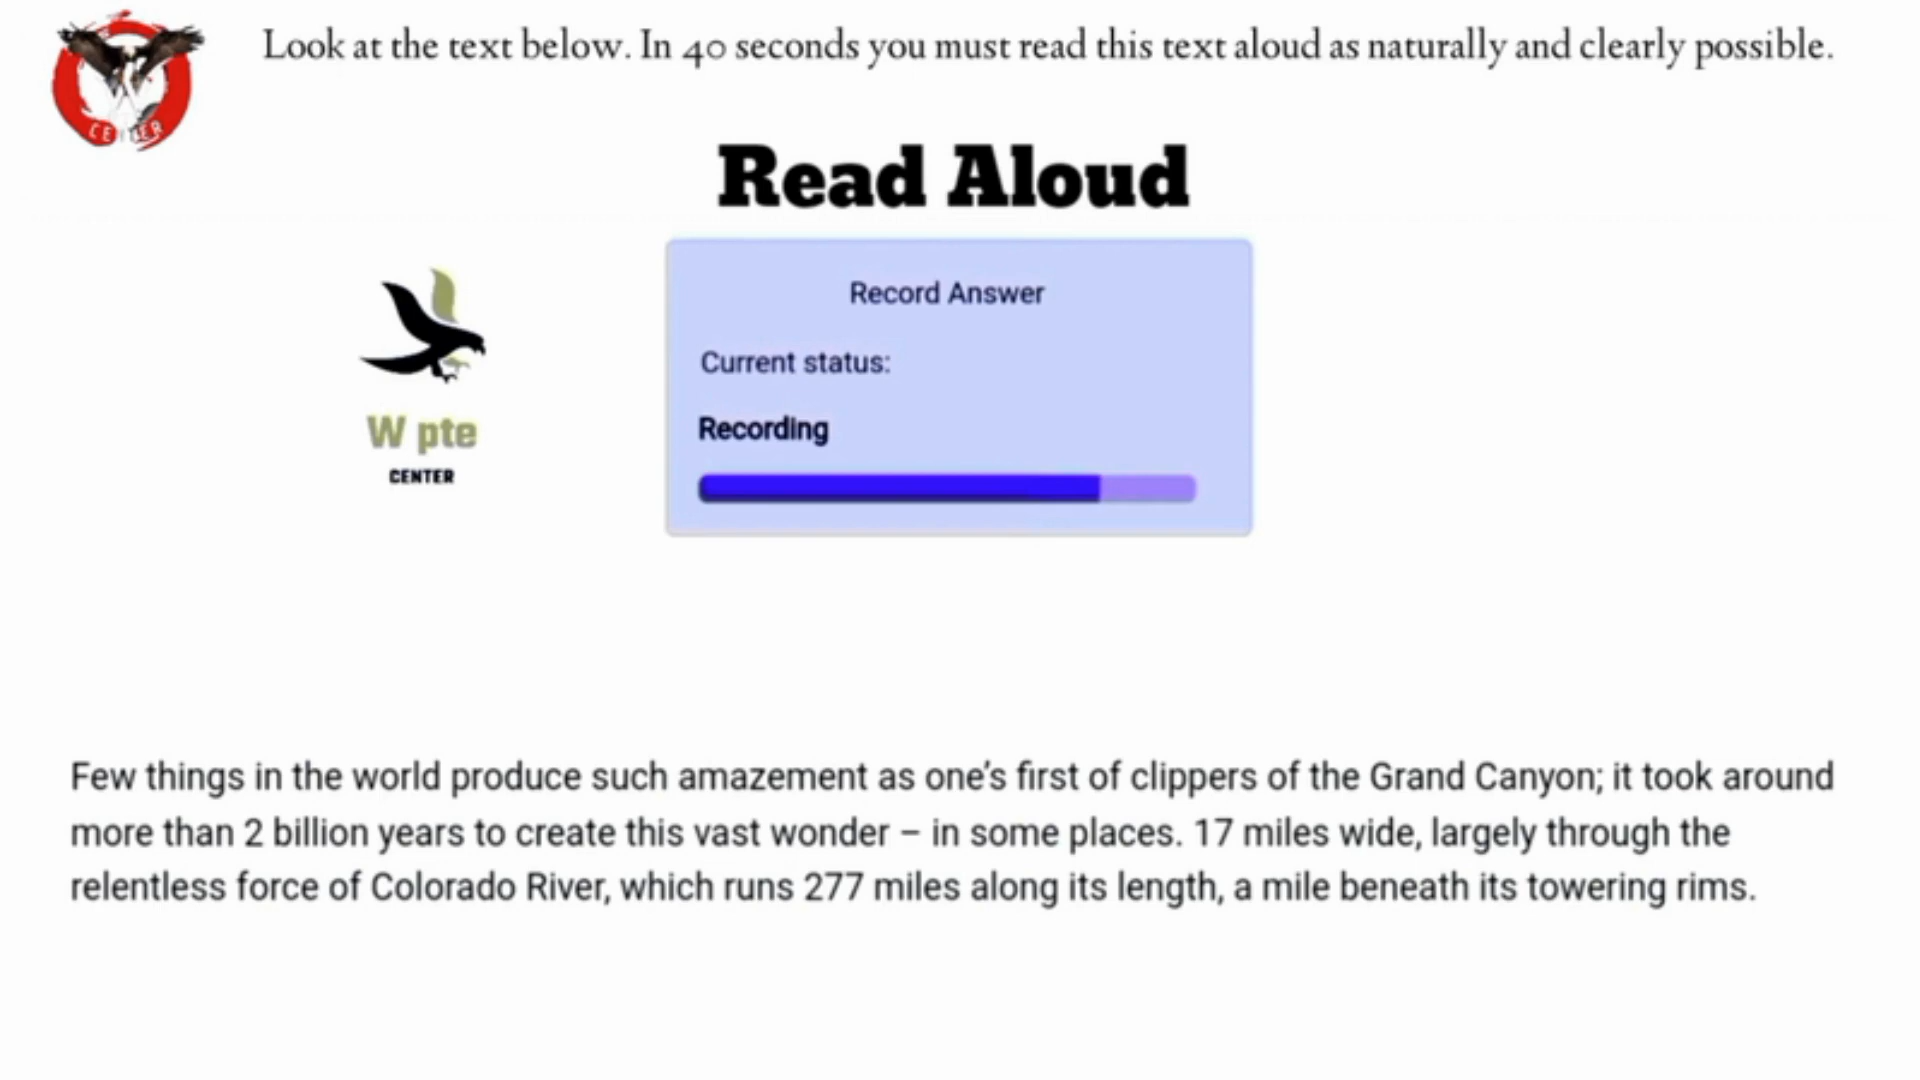 Look at the text below. In 40 seconds you must read this text aloud as naturally and clearly possible.
CENTER
Read Aloud
Record Answer
Current status:
Recording
W pte
CENTER
Few things in the world produce such amazement as one's first of clippers of the Grand Canyon; it took around
more than 2 billion years to create this vast wonder – in some places. 17 miles wide, largely through the
relentless force of Colorado River, which runs 277 miles along its length, a mile beneath its towering rims.